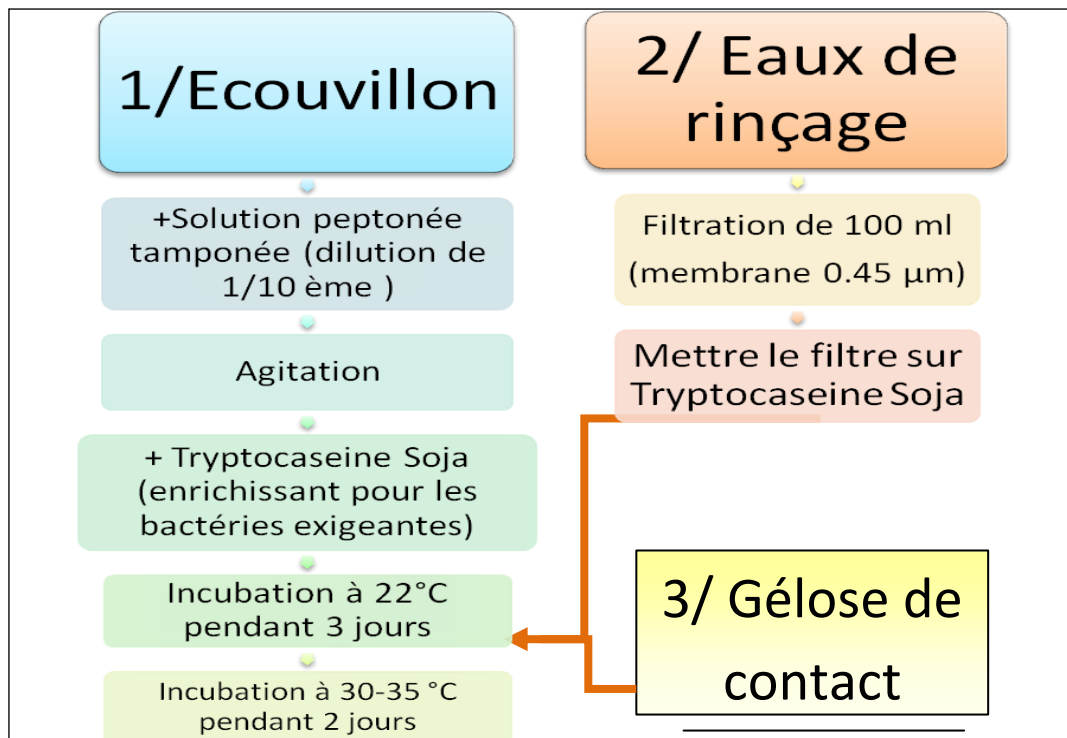 1/Ecouvillon
+Solution peptonée
tamponée (dilution de
1/10 ème )
Agitation
+ Tryptocaseine Soja
(enrichissant pour les
bactéries exigeantes)
Incubation à 22°C
pendant 3 jours
Incubation à 30-35 °C
pendant 2 jours
2/ Eaux de
rinçage
Filtration de 100 ml
(membrane 0.45 µm)
Mettre le filtre sur
Tryptocaseine Soja
3/ Gélose de
contact